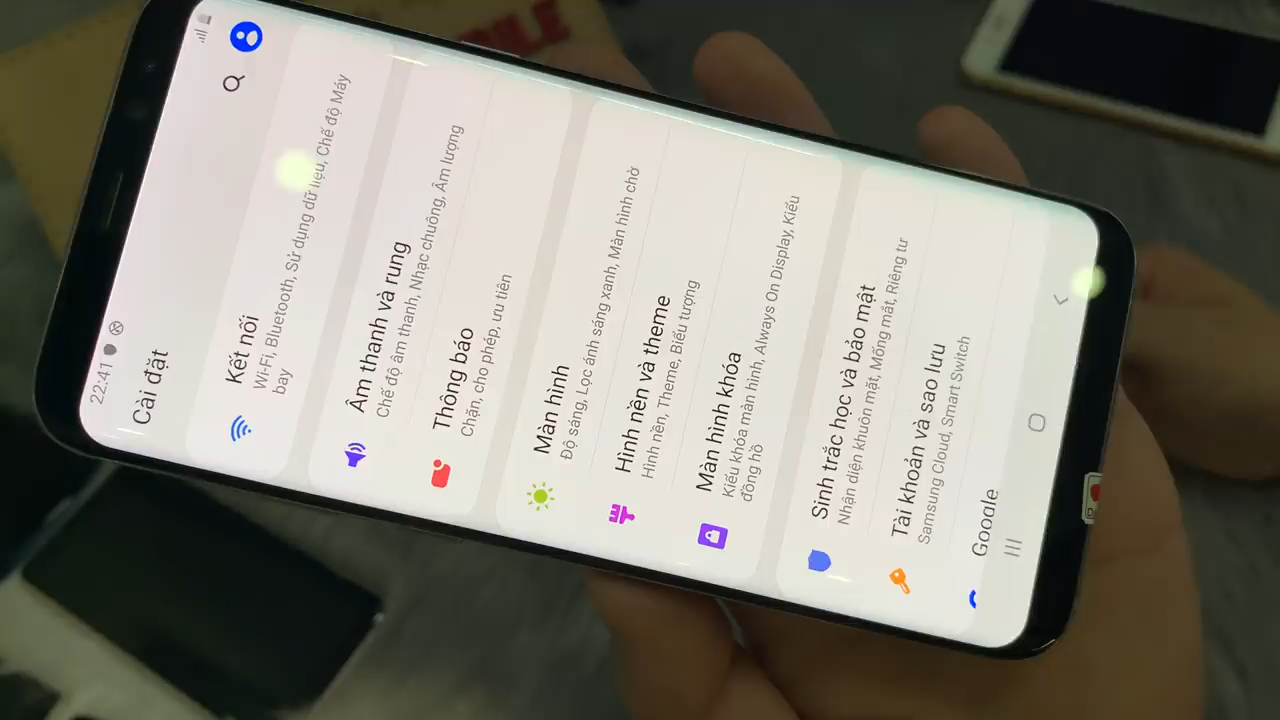 22:41
Cài đặt
Kết nối
Wi-Fi, Bluetooth, Sử dụng dữ liệu, Chế độ Máy
bay
Âm thanh và rung
Chế độ âm thanh, Nhạc chuông, Âm lượng
Thông báo
Chặn, cho phép, ưu tiên
Màn hình
Độ sáng, Lọc ánh sáng xanh, Màn hình chờ
Hình nền và theme
Hình nền, Theme, Biểu tượng
Màn hình khóa
Kiểu khóa màn hình, Always On Display, Kiểu
đồng hồ
Sinh trắc học và bảo mật
Nhận diện khuôn mặt, Mống mắt, Riêng tư
Tài khoản và sao lưu
Samsung Cloud, Smart Switch
Google